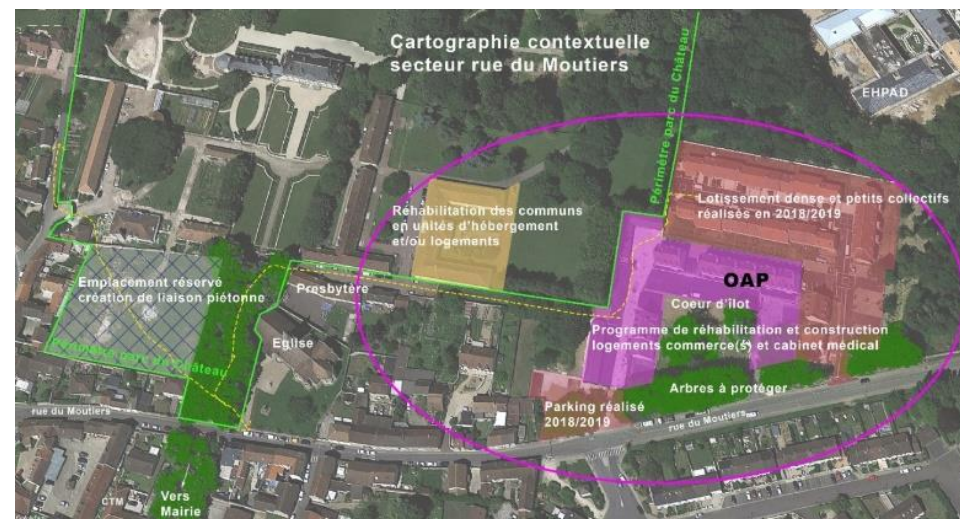 Cartographie contextuelle
secteur rue du Moutiers
Périmètre parc du Château
EHPAD
Lotissement dense et petits collectifs
réalisés en 2018/2019
Réhabilitation des communs
en unités d'hébergement
et/ou logements
OAP
Emplacement réservé
création de liaison piétonne
Presbytère
Coeur d'îlot
Eglise
Programme de réhabilitation et construction
logements commerce(s) et cabinet médical
Périmètre parc du Château
Arbres à protéger
rue du Moutiers
Parking réalisé
2018/2019
rue du Moutiers
CTM
Vers
Mairie